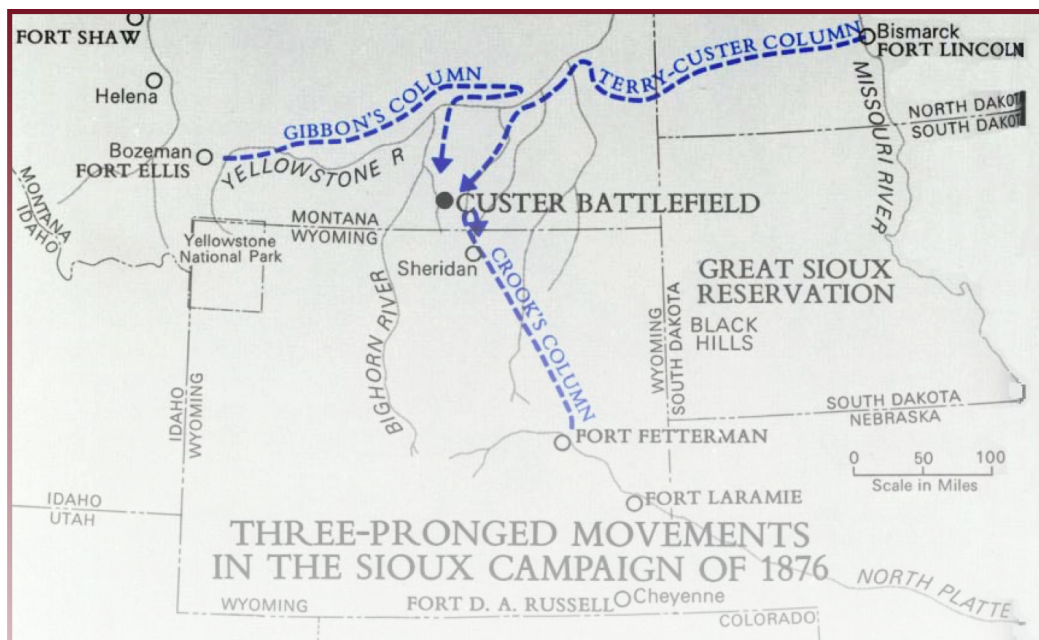 FORT SHAW
Bismarck
FORT LINCOLN
TERRY-CUSTER COLUMN
GIBBON'S COLUMN
Helena
MISSOURI RIVER
NORTH DAKOT
SOUTH DAKOT
Bozeman
FORT ELLIS
YELLOWSTONE R
MONTANA
IDAHO
CUSTER BATTLEFIELD
MONTANA
WYOMING
Yellowstone
National Park
Sheridan
CROOK'S COLUMN
GREAT SIOUX
RESERVATION
BIGHORN RIVER
BLACK
HILLS
WYOMING
SOUTH DAKOTA
IDAHO
WYOMING
SOUTH DAKOTA
NEBRASKA
FORT FETTERMAN
0 50 100
Scale in Miles
IDAHO
UTAH
FORT LARAMIE
THREE-PRONGED MOVEMENTS
IN THE SIOUX CAMPAIGN OF 1876
NORTH PLATTE
WYOMING
FORT D. A. RUSSELL
Cheyenne
COLORADO